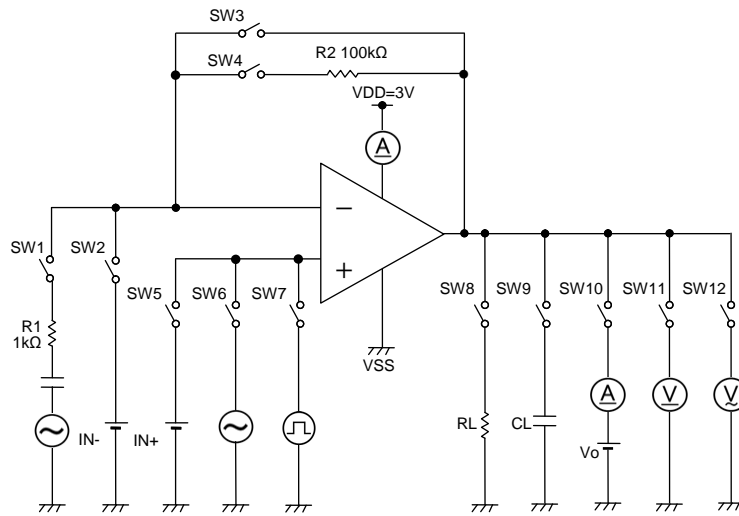 SW3
R2 100kΩ
SW4
VDD=3V
A
SW1
SW2
SW5
SW6
SW7
VSS
SW8
SW9
SW10
SW11
SW12
R1
1kΩ
IN-
IN+
RL
CL
A
V
V
Vo